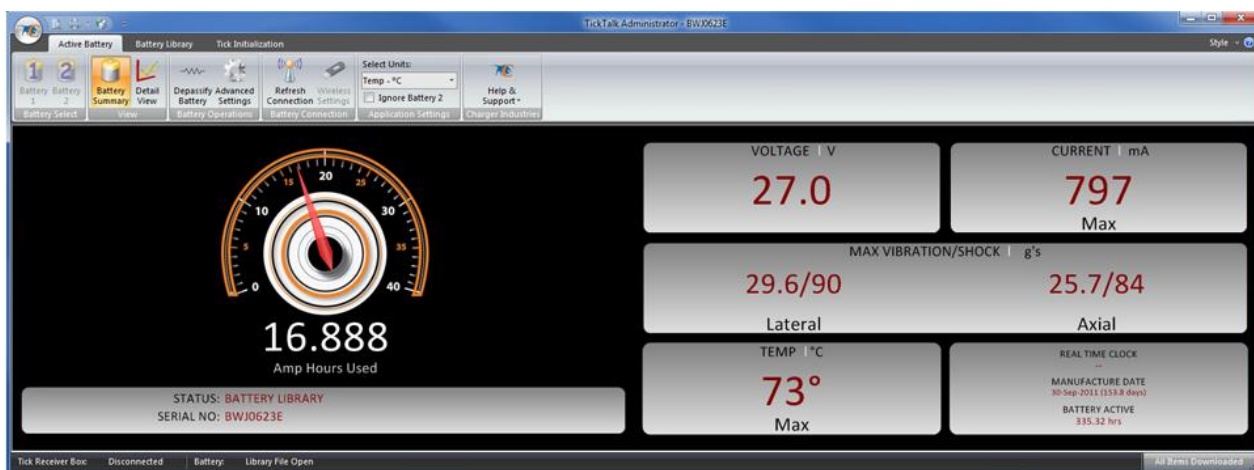 TickTalk Administrator - BWJ0623E
Active Battery Battery Library Tick Initialization Style
1 2
Battery 1 Battery 2 Battery Summary Detail View Depassify Battery Advanced Settings Refresh Connection Wireless Settings Select Units: Temp - °C Ignore Battery 2 Help & Support
Battery Select View Battery Operations Battery Connection Application Settings Charger Industries
0 5 10 15 20 25 30 35 40
16.888
Amp Hours Used
STATUS: BATTERY LIBRARY
SERIAL NO: BWJ0623E
VOLTAGE | V
27.0
CURRENT | mA
797
Max
MAX VIBRATION/SHOCK | g's
29.6/90 25.7/84
Lateral Axial
TEMP | °C
73°
Max
REAL TIME CLOCK
--
MANUFACTURE DATE
30-Sep-2011 (153.8 days)
BATTERY ACTIVE
335.32 hrs
Tick Receiver Box: Disconnected Battery: Library File Open All Items Downloaded